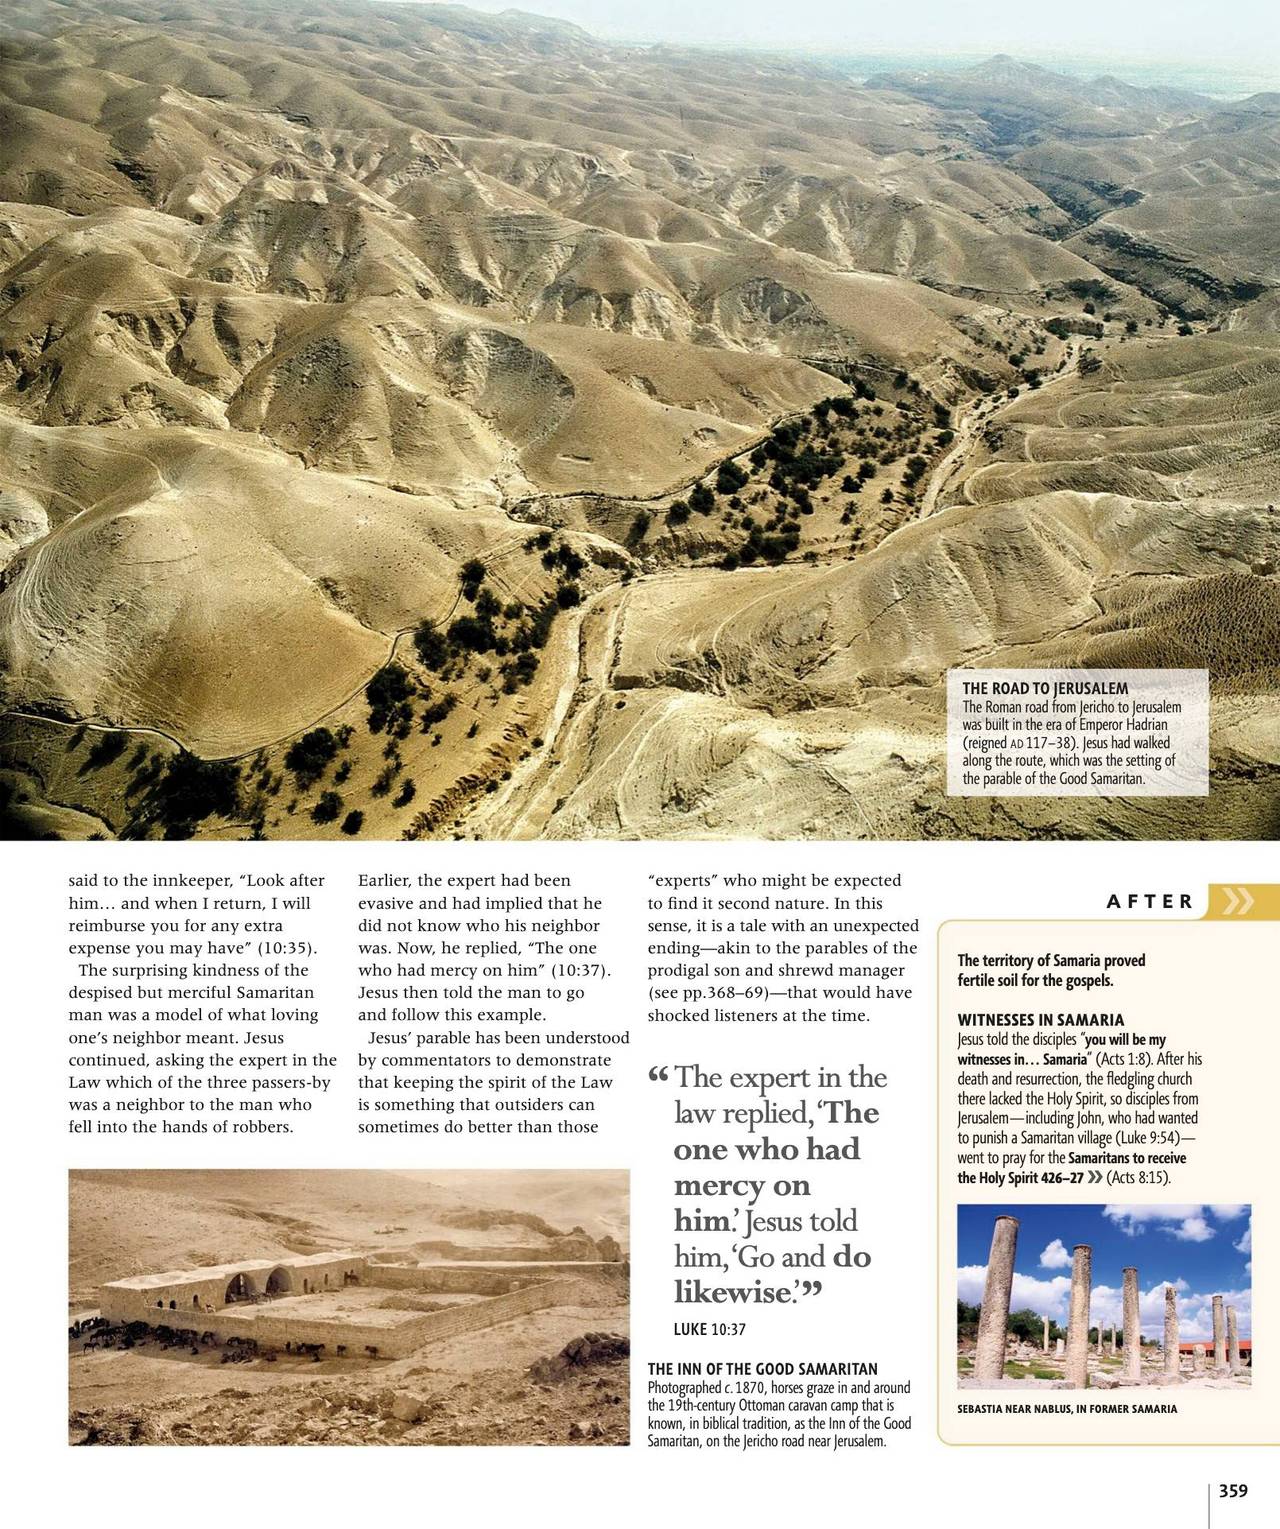 THE ROAD TO JERUSALEM
The Roman road from Jericho to Jerusalem
was built in the era of Emperor Hadrian
(reigned AD 117–38). Jesus had walked
along the route, which was the setting of
the parable of the Good Samaritan.
said to the innkeeper, “Look after
him… and when I return, I will
reimburse you for any extra
expense you may have” (10:35).
The surprising kindness of the
despised but merciful Samaritan
man was a model of what loving
one’s neighbor meant. Jesus
continued, asking the expert in the
Law which of the three passers-by
was a neighbor to the man who
fell into the hands of robbers.
Earlier, the expert had been
evasive and had implied that he
did not know who his neighbor
was. Now, he replied, “The one
who had mercy on him” (10:37).
Jesus then told the man to go
and follow this example.
Jesus’ parable has been understood
by commentators to demonstrate
that keeping the spirit of the Law
is something that outsiders can
sometimes do better than those
“experts” who might be expected
to find it second nature. In this
sense, it is a tale with an unexpected
ending—akin to the parables of the
prodigal son and shrewd manager
(see pp.368–69)—that would have
shocked listeners at the time.
“The expert in the
law replied, ‘The
one who had
mercy on
him.’ Jesus told
him, ‘Go and do
likewise.’”
LUKE 10:37
THE INN OF THE GOOD SAMARITAN
Photographed c.1870, horses graze in and around
the 19th-century Ottoman caravan camp that is
known, in biblical tradition, as the Inn of the Good
Samaritan, on the Jericho road near Jerusalem.
AFTER »
The territory of Samaria proved
fertile soil for the gospels.
WITNESSES IN SAMARIA
Jesus told the disciples “you will be my
witnesses in… Samaria” (Acts 1:8). After his
death and resurrection, the fledgling church
there lacked the Holy Spirit, so disciples from
Jerusalem—including John, who had wanted
to punish a Samaritan village (Luke 9:54)—
went to pray for the Samaritans to receive
the Holy Spirit 426–27 » (Acts 8:15).
SEBASTIA NEAR NABLUS, IN FORMER SAMARIA
359